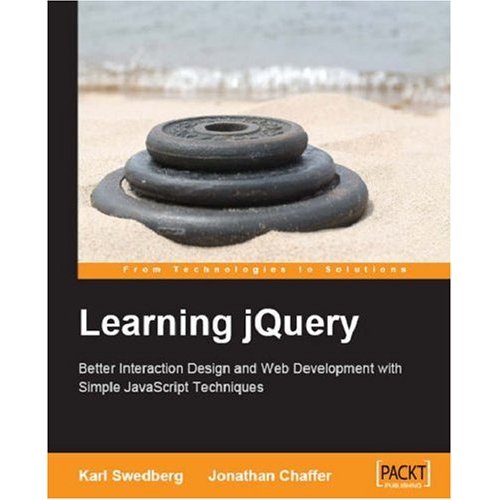 From Technologies to Solutions
Learning jQuery
Better Interaction Design and Web Development with
Simple JavaScript Techniques
Karl Swedberg Jonathan Chaffer
PACKT
PUBLISHING